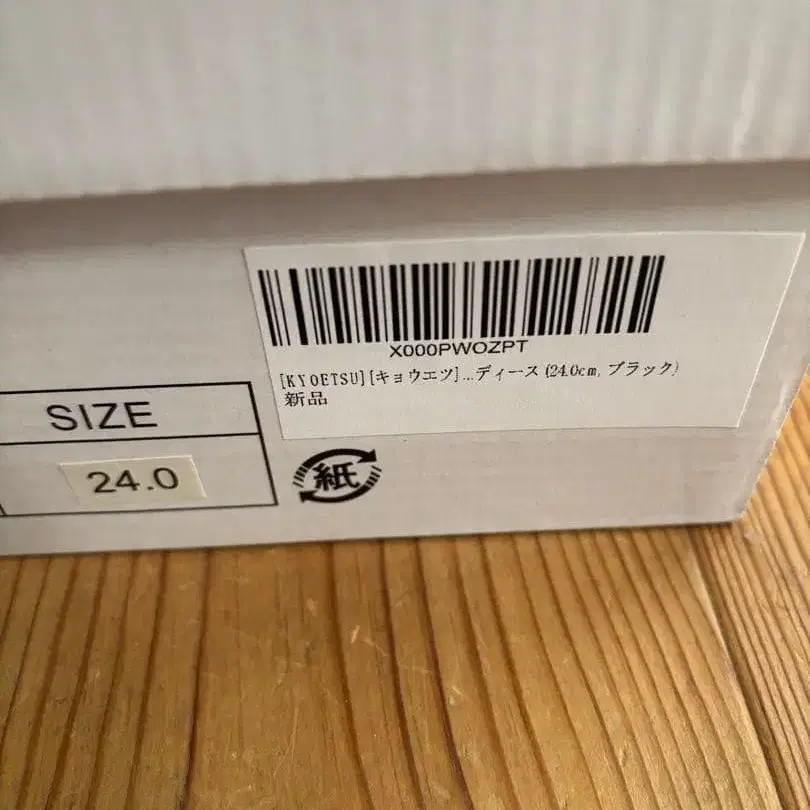 X000PWOZPT
[KYOETSU][キョウエツ]...ディース (24.0cm, ブラック)
新品
SIZE
24.0
紙